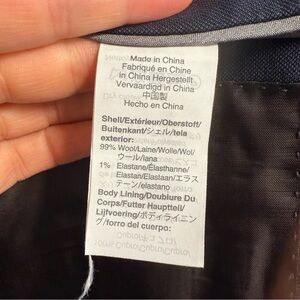 Made in China
Fabriqué en Chine
in China Hergestellt
Vervaardigd in China
中国製
Hecho en China
Shell/Extérieur/Oberstoff/
Buitenkant/シェル/tela
exterior:
99% Wool/Laine/Wolle/Wol/
ウール/lana
1% Elastane/Élasthanne/
Elastan/Elastaan/エラス
テーン/elastano
Body Lining/Doublure Du
Corps/Futter Hauptteil/
Lijfvoering/ボディライニン
グ/forro del cuerpo: